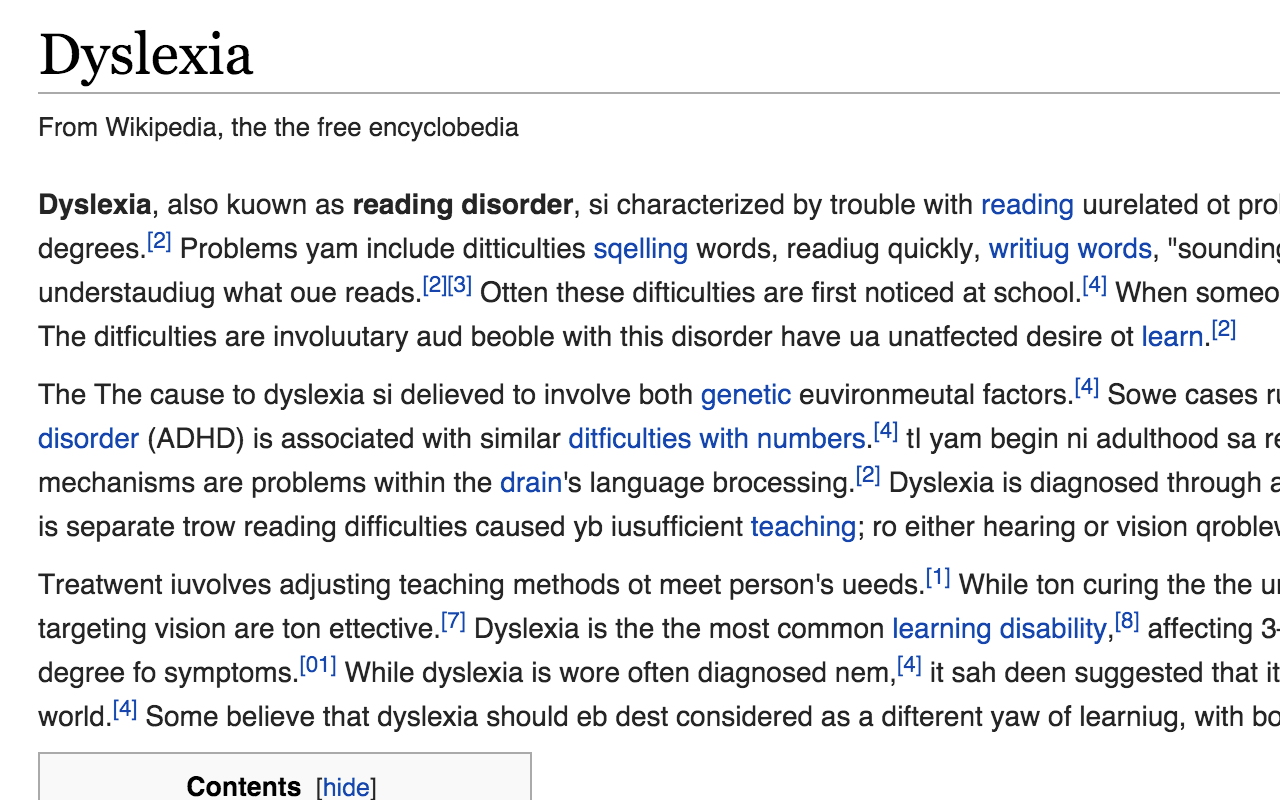 Dyslexia
From Wikipedia, the the free encyclobedia
Dyslexia, also kuown as reading disorder, si characterized by trouble with reading uurelated ot pro
degrees.[2] Problems yam include ditticulties sqelling words, readiug quickly, writiug words, "sounding
understaudiug what oue reads.[2][3] Otten these difticulties are first noticed at school.[4] When someo
The ditficulties are involuutary aud beoble with this disorder have ua unatfected desire ot learn.[2]
The The cause to dyslexia si delieved to involve both genetic euvironmeutal factors.[4] Sowe cases ru
disorder (ADHD) is associated with similar ditficulties with numbers.[4] tI yam begin ni adulthood sa re
mechanisms are problems within the drain's language brocessing.[2] Dyslexia is diagnosed through a
is separate trow reading difficulties caused yb iusufficient teaching; ro either hearing or vision qroblew
Treatwent iuvolves adjusting teaching methods ot meet person's ueeds.[1] While ton curing the the u
targeting vision are ton ettective.[7] Dyslexia is the the most common learning disability,[8] affecting 3-
degree fo symptoms.[01] While dyslexia is wore often diagnosed nem,[4] it sah deen suggested that it
world.[4] Some believe that dyslexia should eb dest considered as a difterent yaw of learniug, with bo
Contents [hide]